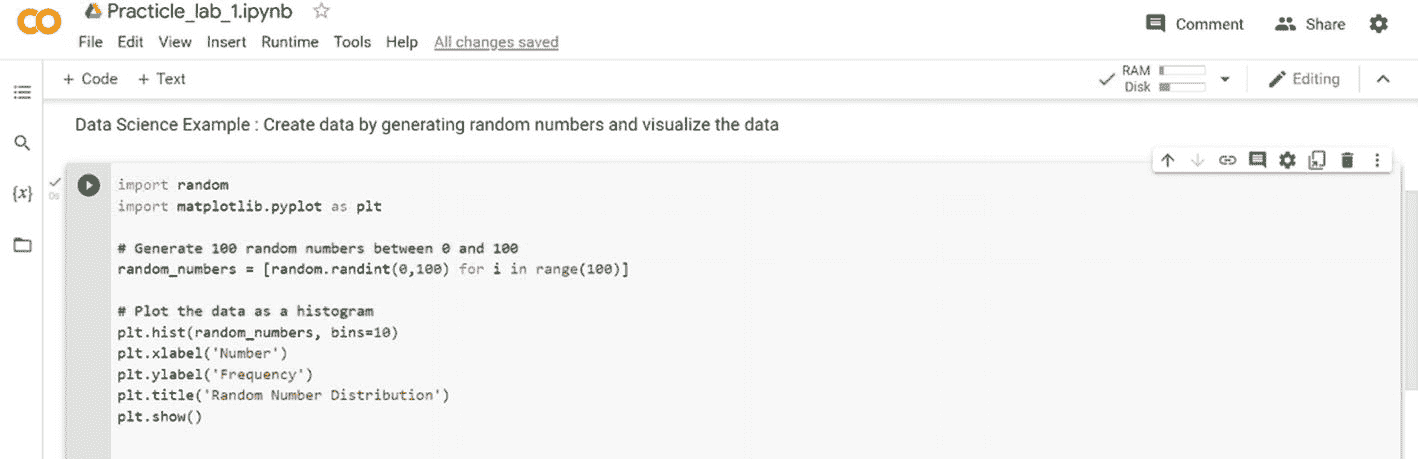 Practicle_lab_1.ipynb
Comment
Share
File Edit View Insert Runtime Tools Help All changes saved
+ Code + Text
RAM
Disk
Editing
Data Science Example : Create data by generating random numbers and visualize the data
{x}
0s
import random
import matplotlib.pyplot as plt
# Generate 100 random numbers between 0 and 100
random_numbers = [random.randint(0,100) for i in range(100)]
# Plot the data as a histogram
plt.hist(random_numbers, bins=10)
plt.xlabel('Number')
plt.ylabel('Frequency')
plt.title('Random Number Distribution')
plt.show()